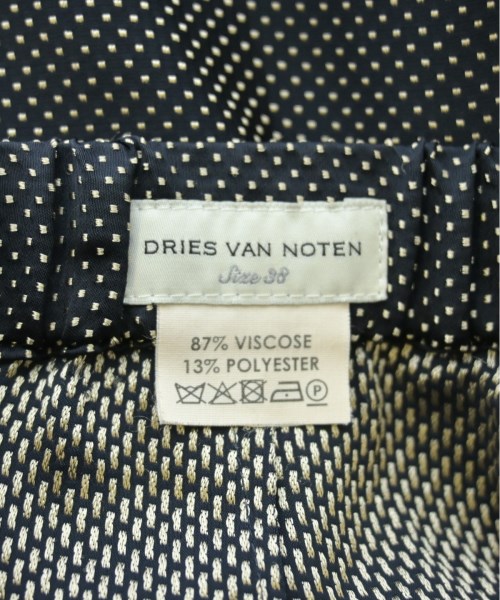 DRIES VAN NOTEN
Size 38
87% VISCOSE
13% POLYESTER
P